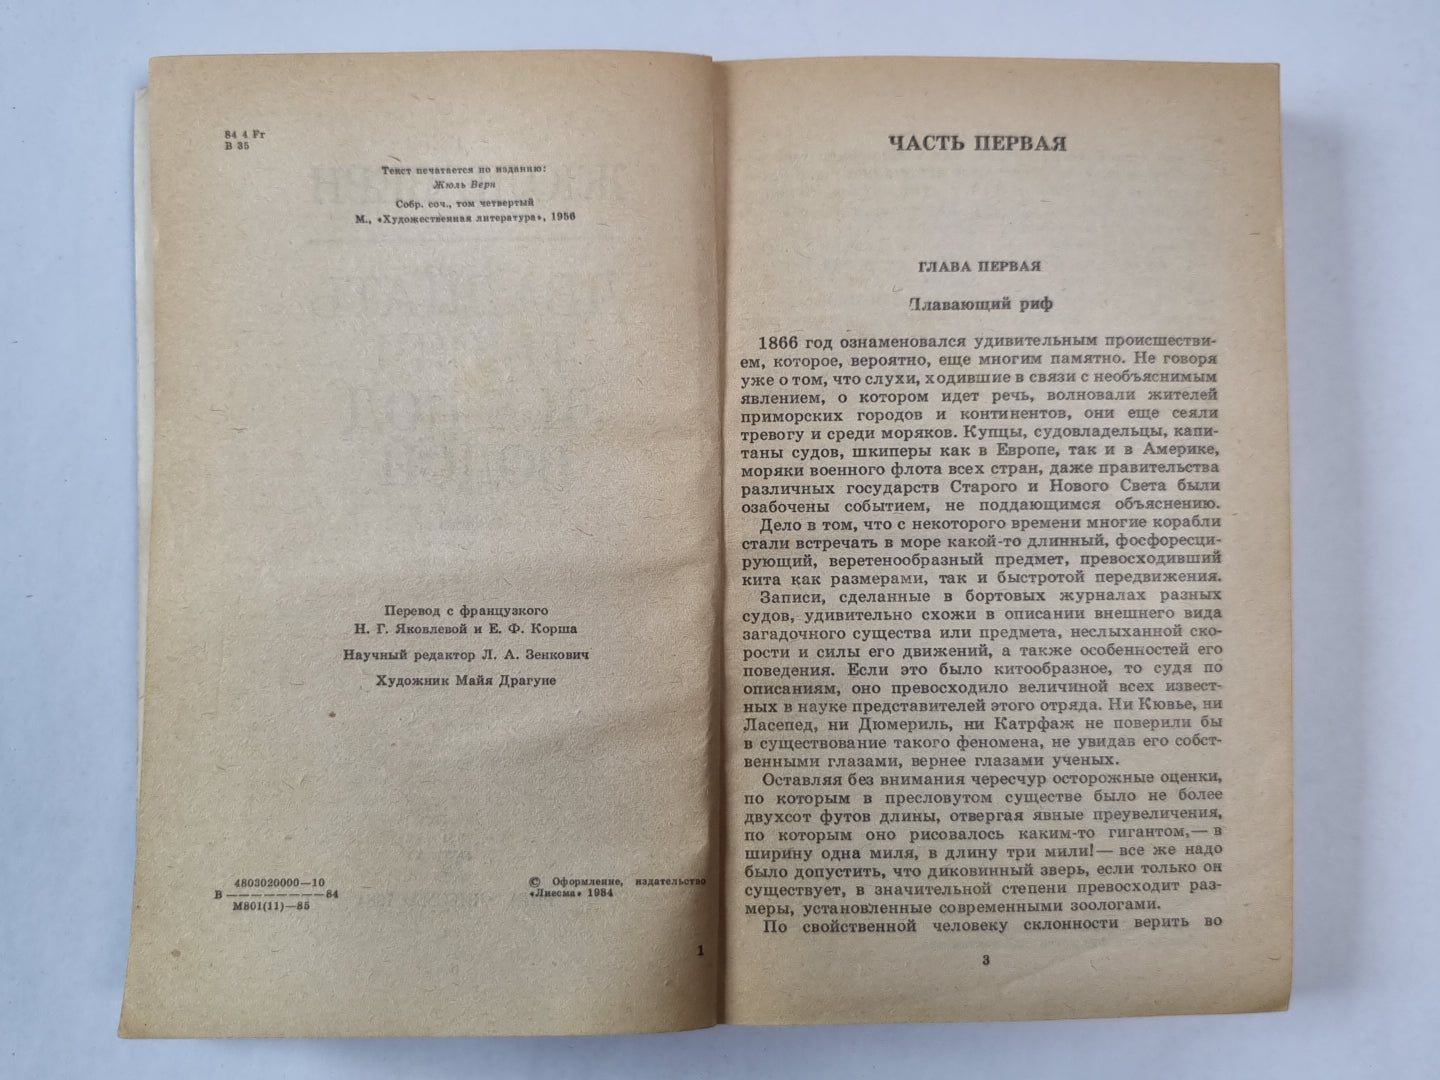 84 4 Fr
В 35
Текст печатается по изданию:
Жюль Верн
Собр. соч., том четвертый
М., «Художественная литература», 1956
Перевод с французкого
Н. Г. Яковлевой и Е. Ф. Корша
Научный редактор Л. А. Зенкович
Художник Майя Драгуне
4803020000—10
В ———————— 84
М801(11)—85
© Оформление, издательство
«Лиесма» 1984
1
ЧАСТЬ ПЕРВАЯ
ГЛАВА ПЕРВАЯ
Плавающий риф
1866 год ознаменовался удивительным происшестви-
ем, которое, вероятно, еще многим памятно. Не говоря
уже о том, что слухи, ходившие в связи с необъяснимым
явлением, о котором идет речь, волновали жителей
приморских городов и континентов, они еще сеяли
тревогу и среди моряков. Купцы, судовладельцы, капи-
таны судов, шкиперы как в Европе, так и в Америке,
моряки военного флота всех стран, даже правительства
различных государств Старого и Нового Света были
озабочены событием, не поддающимся объяснению.
Дело в том, что с некоторого времени многие корабли
стали встречать в море какой-то длинный, фосфоресци-
рующий, веретенообразный предмет, превосходивший
кита как размерами, так и быстротой передвижения.
Записи, сделанные в бортовых журналах разных
судов, удивительно схожи в описании внешнего вида
загадочного существа или предмета, неслыханной ско-
рости и силы его движений, а также особенностей его
поведения. Если это было китообразное, то судя по
описаниям, оно превосходило величиной всех извест-
ных в науке представителей этого отряда. Ни Кювье, ни
Ласепед, ни Дюмериль, ни Катрфаж не поверили бы
в существование такого феномена, не увидав его собст-
венными глазами, вернее глазами ученых.
Оставляя без внимания чересчур осторожные оценки,
по которым в пресловутом существе было не более
двухсот футов длины, отвергая явные преувеличения,
по которым оно рисовалось каким-то гигантом,— в
ширину одна миля, в длину три мили!— все же надо
было допустить, что диковинный зверь, если только он
существует, в значительной степени превосходит раз-
меры, установленные современными зоологами.
По свойственной человеку склонности верить во
3